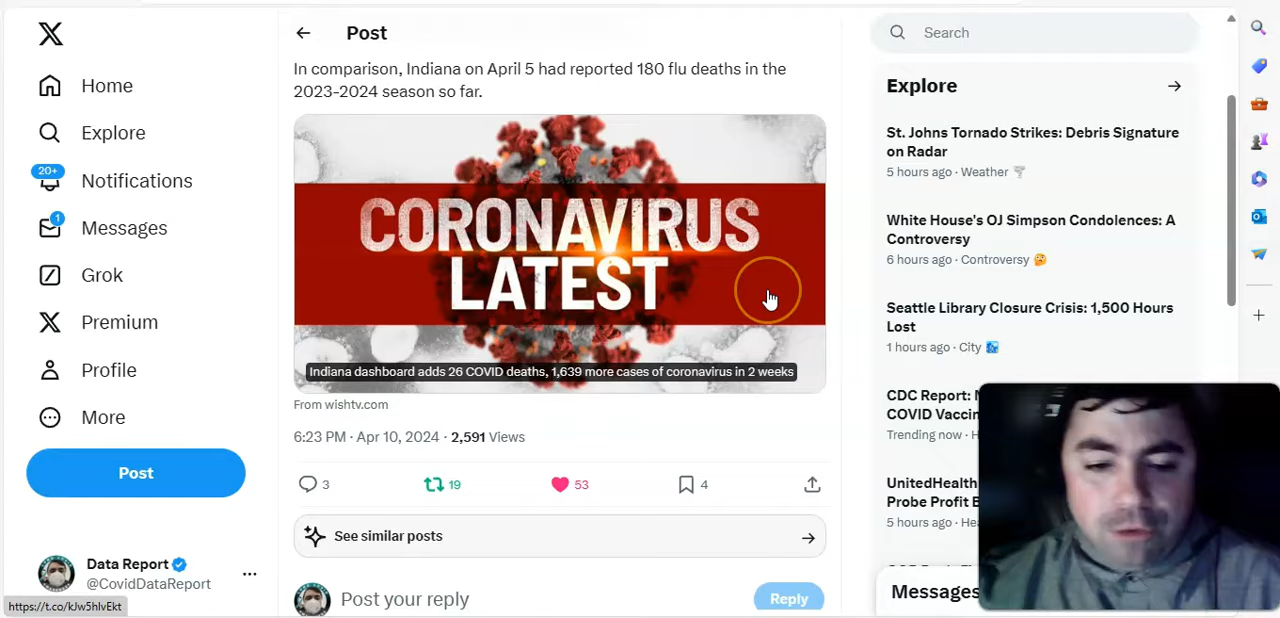 Post
Search
In comparison, Indiana on April 5 had reported 180 flu deaths in the
2023-2024 season so far.
CORONAVIRUS
LATEST
Indiana dashboard adds 26 COVID deaths, 1,639 more cases of coronavirus in 2 weeks
From wishtv.com
6:23 PM · Apr 10, 2024 · 2,591 Views
3
19
53
4
See similar posts
Post your reply
Reply
Home
Explore
20+
Notifications
1
Messages
Grok
Premium
Profile
More
Post
Data Report
@CovidDataReport
https://t.co/kJw5hlvEkt
Explore
St. Johns Tornado Strikes: Debris Signature
on Radar
5 hours ago · Weather
White House's OJ Simpson Condolences: A
Controversy
6 hours ago · Controversy
Seattle Library Closure Crisis: 1,500 Hours
Lost
1 hours ago · City
CDC Report:
COVID Vaccin
Trending now ·
UnitedHealth
Probe Profit
5 hours ago ·
Messages